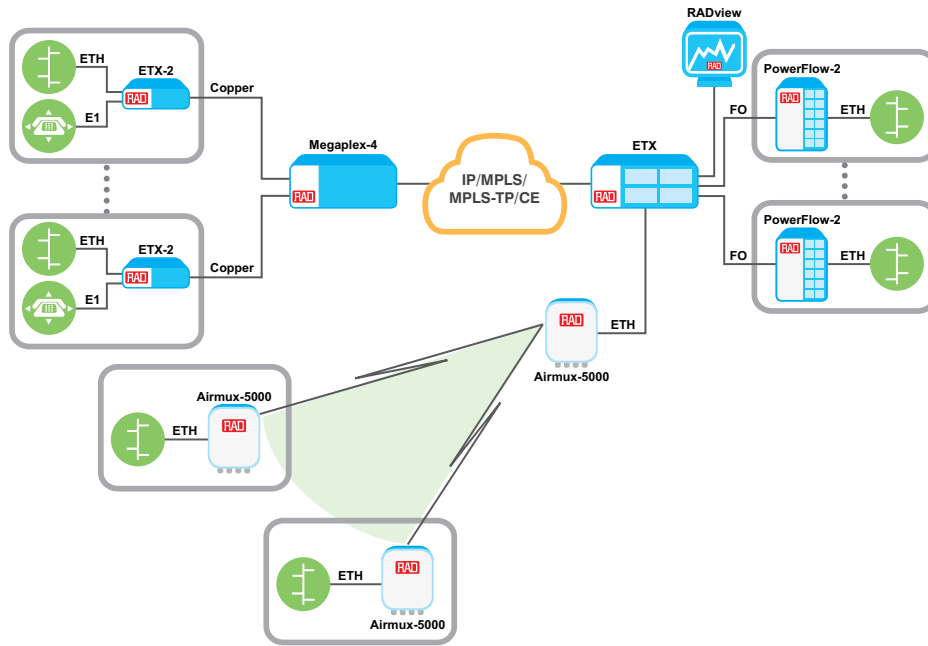 RADview
ETH
ETX-2
RAD
Copper
E1
Megaplex-4
RAD
IP/MPLS/
MPLS-TP/CE
ETX
RAD
RAD
FO
PowerFlow-2
RAD
ETH
ETH
ETX-2
RAD
Copper
E1
FO
PowerFlow-2
RAD
ETH
RAD
ETH
Airmux-5000
Airmux-5000
ETH
RAD
ETH
RAD
Airmux-5000